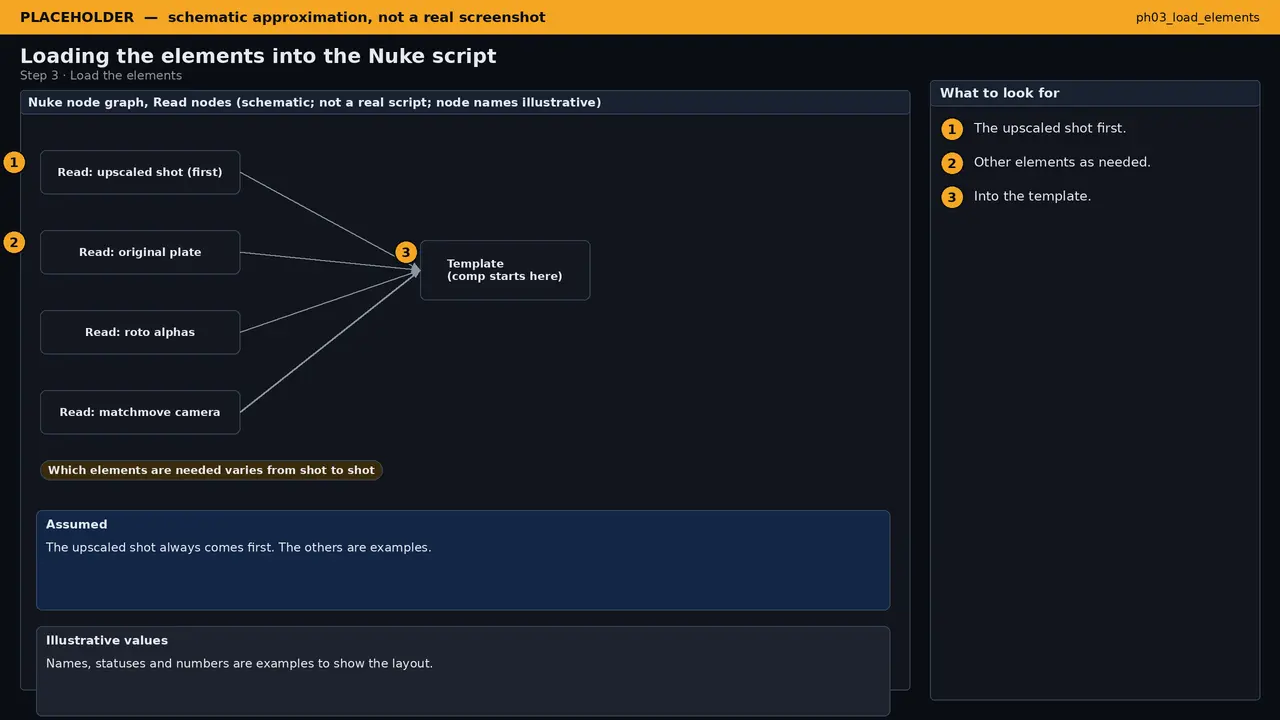 PLACEHOLDER — schematic approximation, not a real screenshot
ph03_load_elements
Loading the elements into the Nuke script
Step 3 · Load the elements
Nuke node graph, Read nodes (schematic; not a real script; node names illustrative)
1
Read: upscaled shot (first)
2
Read: original plate
3
Template
(comp starts here)
Read: roto alphas
Read: matchmove camera
Which elements are needed varies from shot to shot
Assumed
The upscaled shot always comes first. The others are examples.
Illustrative values
Names, statuses and numbers are examples to show the layout.
What to look for
1 The upscaled shot first.
2 Other elements as needed.
3 Into the template.